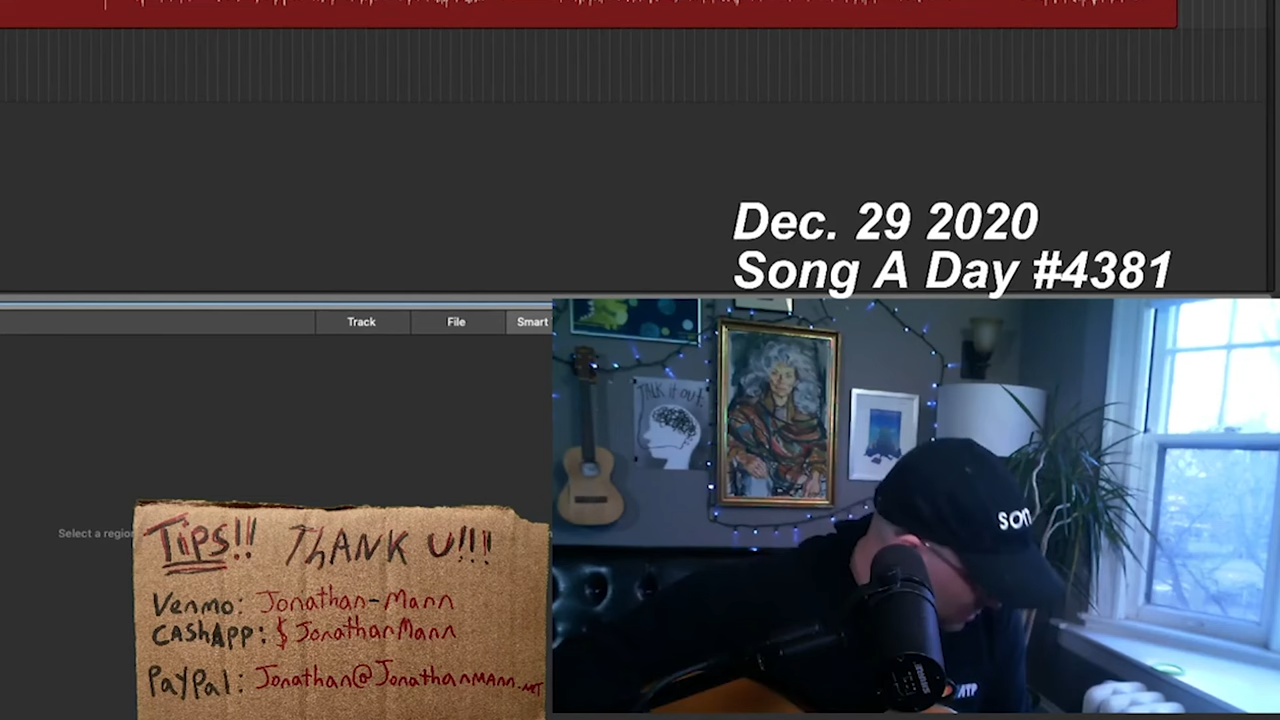 Dec. 29 2020
Song A Day #4381
Track File Smart
Select a region
TALK it OUT.
son
TiPS!! THANK U!!!
Venmo: Jonathan-Mann
CAShApp: $ JonathanMann
PayPal: Jonathan@JonathanMANN.NET